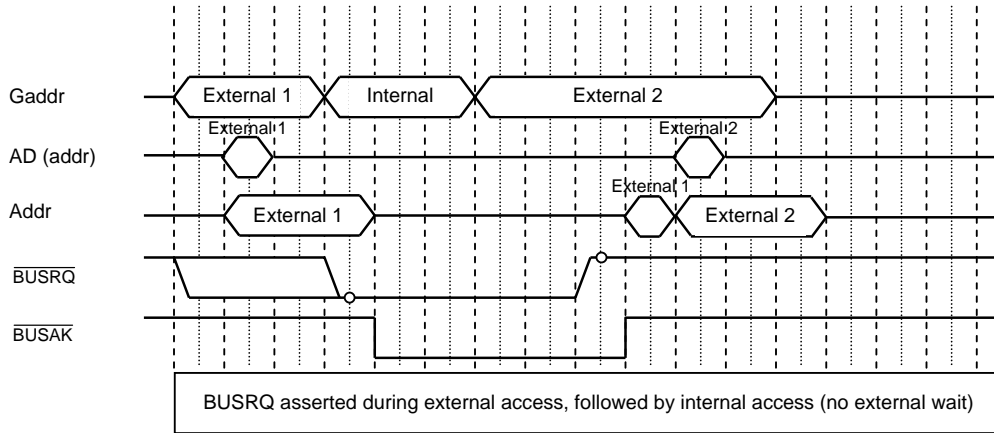 Gaddr
External 1 Internal External 2
External 1 External 2
AD (addr)
External 1
Addr
External 1 External 2
BUSRQ
BUSAK
BUSRQ asserted during external access, followed by internal access (no external wait)